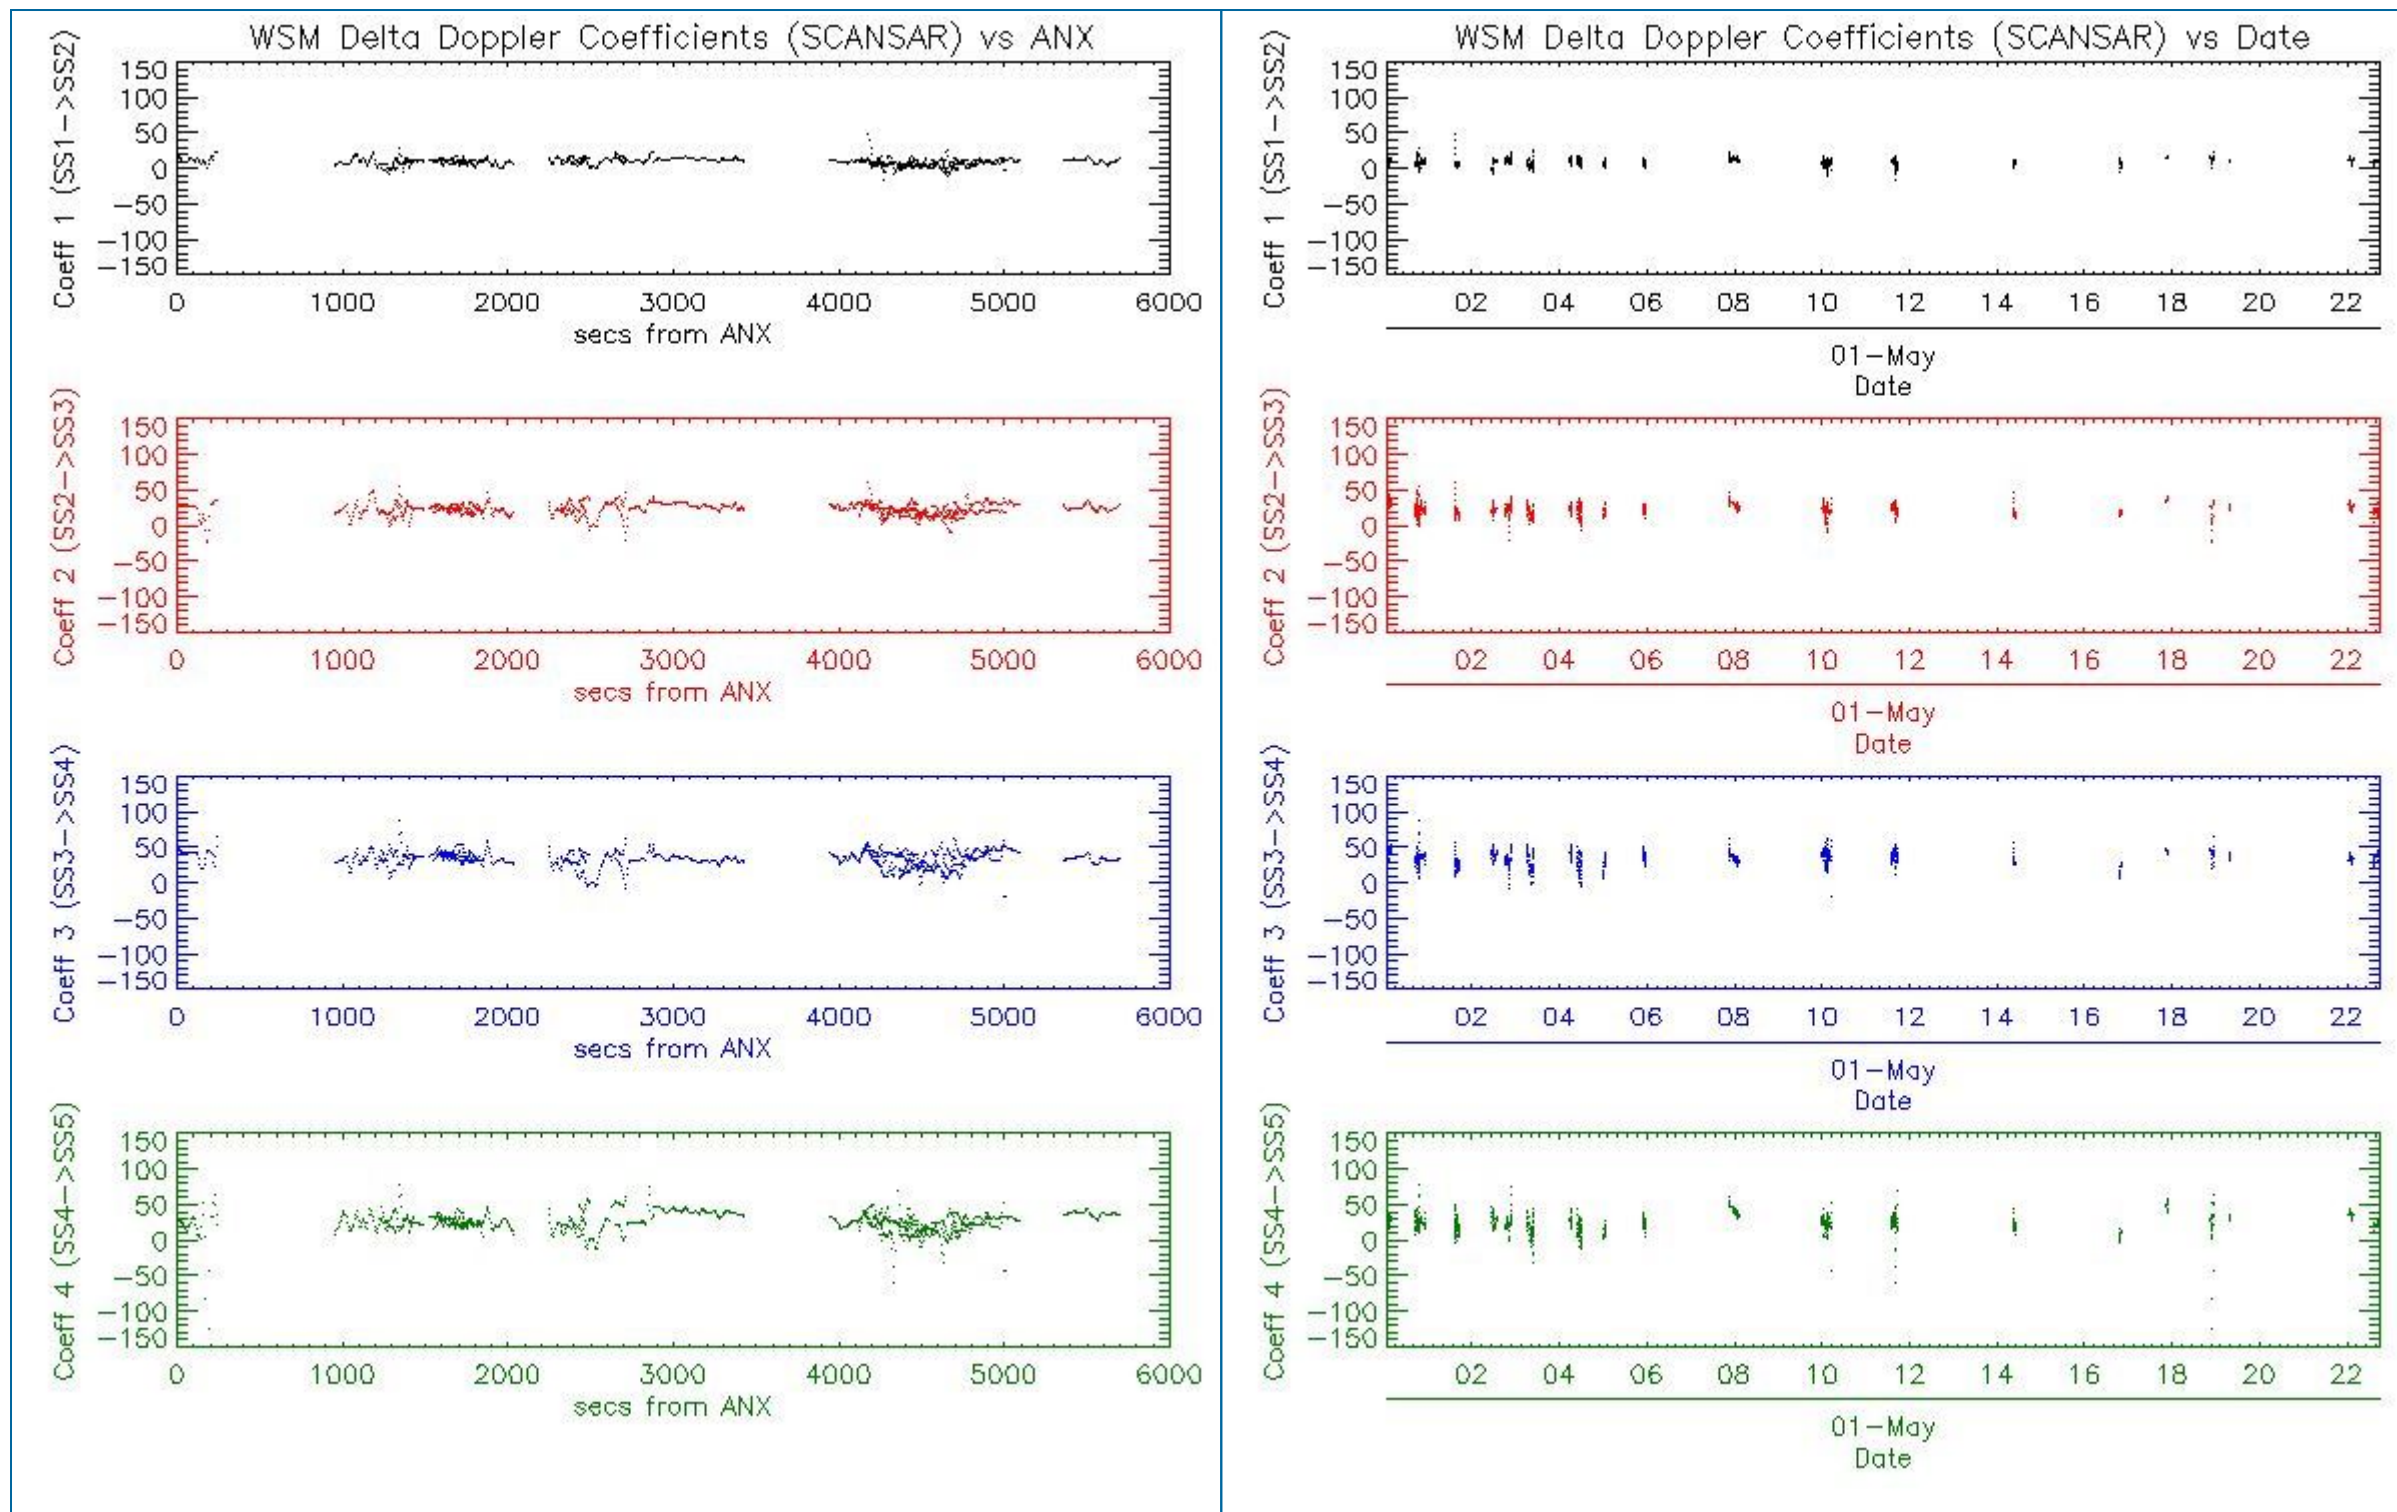 WSM Delta Doppler Coefficients (SCANSAR) vs ANX
Coeff 1 (SS1->SS2)
150
100
50
0
-50
-100
-150
0 1000 2000 3000 4000 5000 6000
secs from ANX
Coeff 2 (SS2->SS3)
150
100
50
0
-50
-100
-150
0 1000 2000 3000 4000 5000 6000
secs from ANX
Coeff 3 (SS3->SS4)
150
100
50
0
-50
-100
-150
0 1000 2000 3000 4000 5000 6000
secs from ANX
Coeff 4 (SS4->SS5)
150
100
50
0
-50
-100
-150
0 1000 2000 3000 4000 5000 6000
secs from ANX
WSM Delta Doppler Coefficients (SCANSAR) vs Date
Coeff 1 (SS1->SS2)
150
100
50
0
-50
-100
-150
02 04 06 08 10 12 14 16 18 20 22
01-May
Date
Coeff 2 (SS2->SS3)
150
100
50
0
-50
-100
-150
02 04 06 08 10 12 14 16 18 20 22
01-May
Date
Coeff 3 (SS3->SS4)
150
100
50
0
-50
-100
-150
02 04 06 08 10 12 14 16 18 20 22
01-May
Date
Coeff 4 (SS4->SS5)
150
100
50
0
-50
-100
-150
02 04 06 08 10 12 14 16 18 20 22
01-May
Date